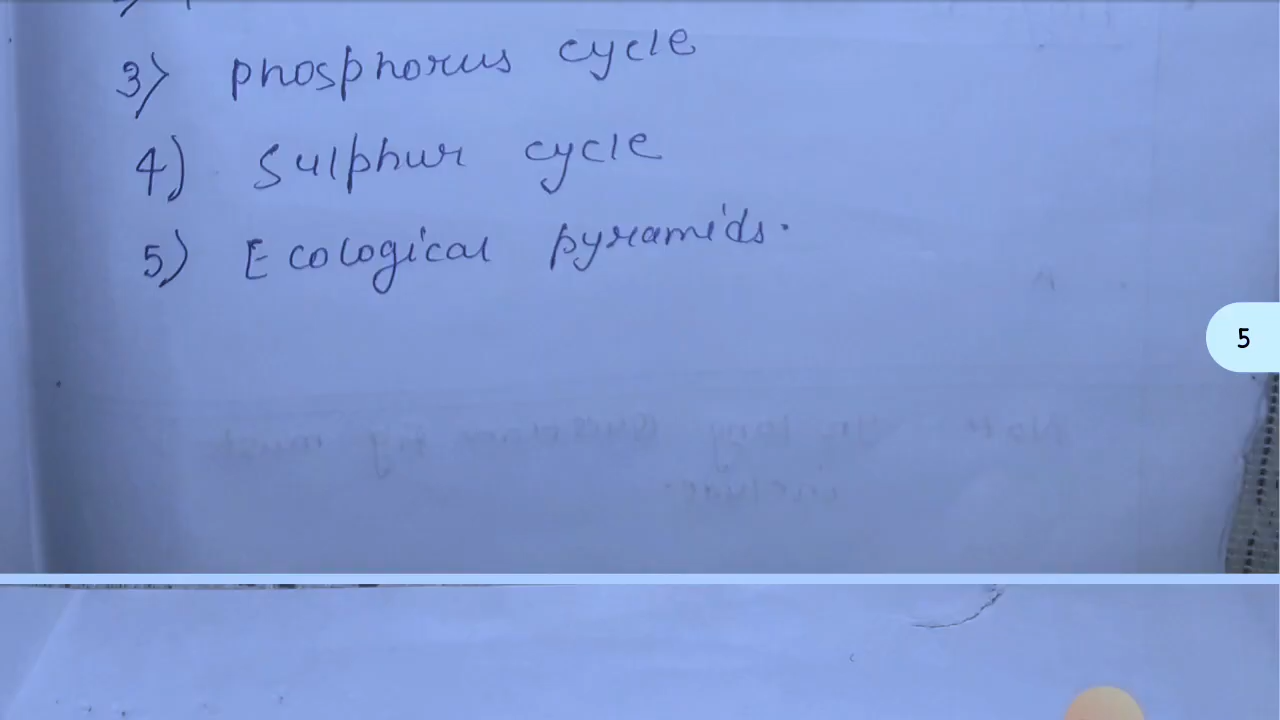 3) phosphorus cycle
4) Sulphur cycle
5) Ecological pyramids.
5